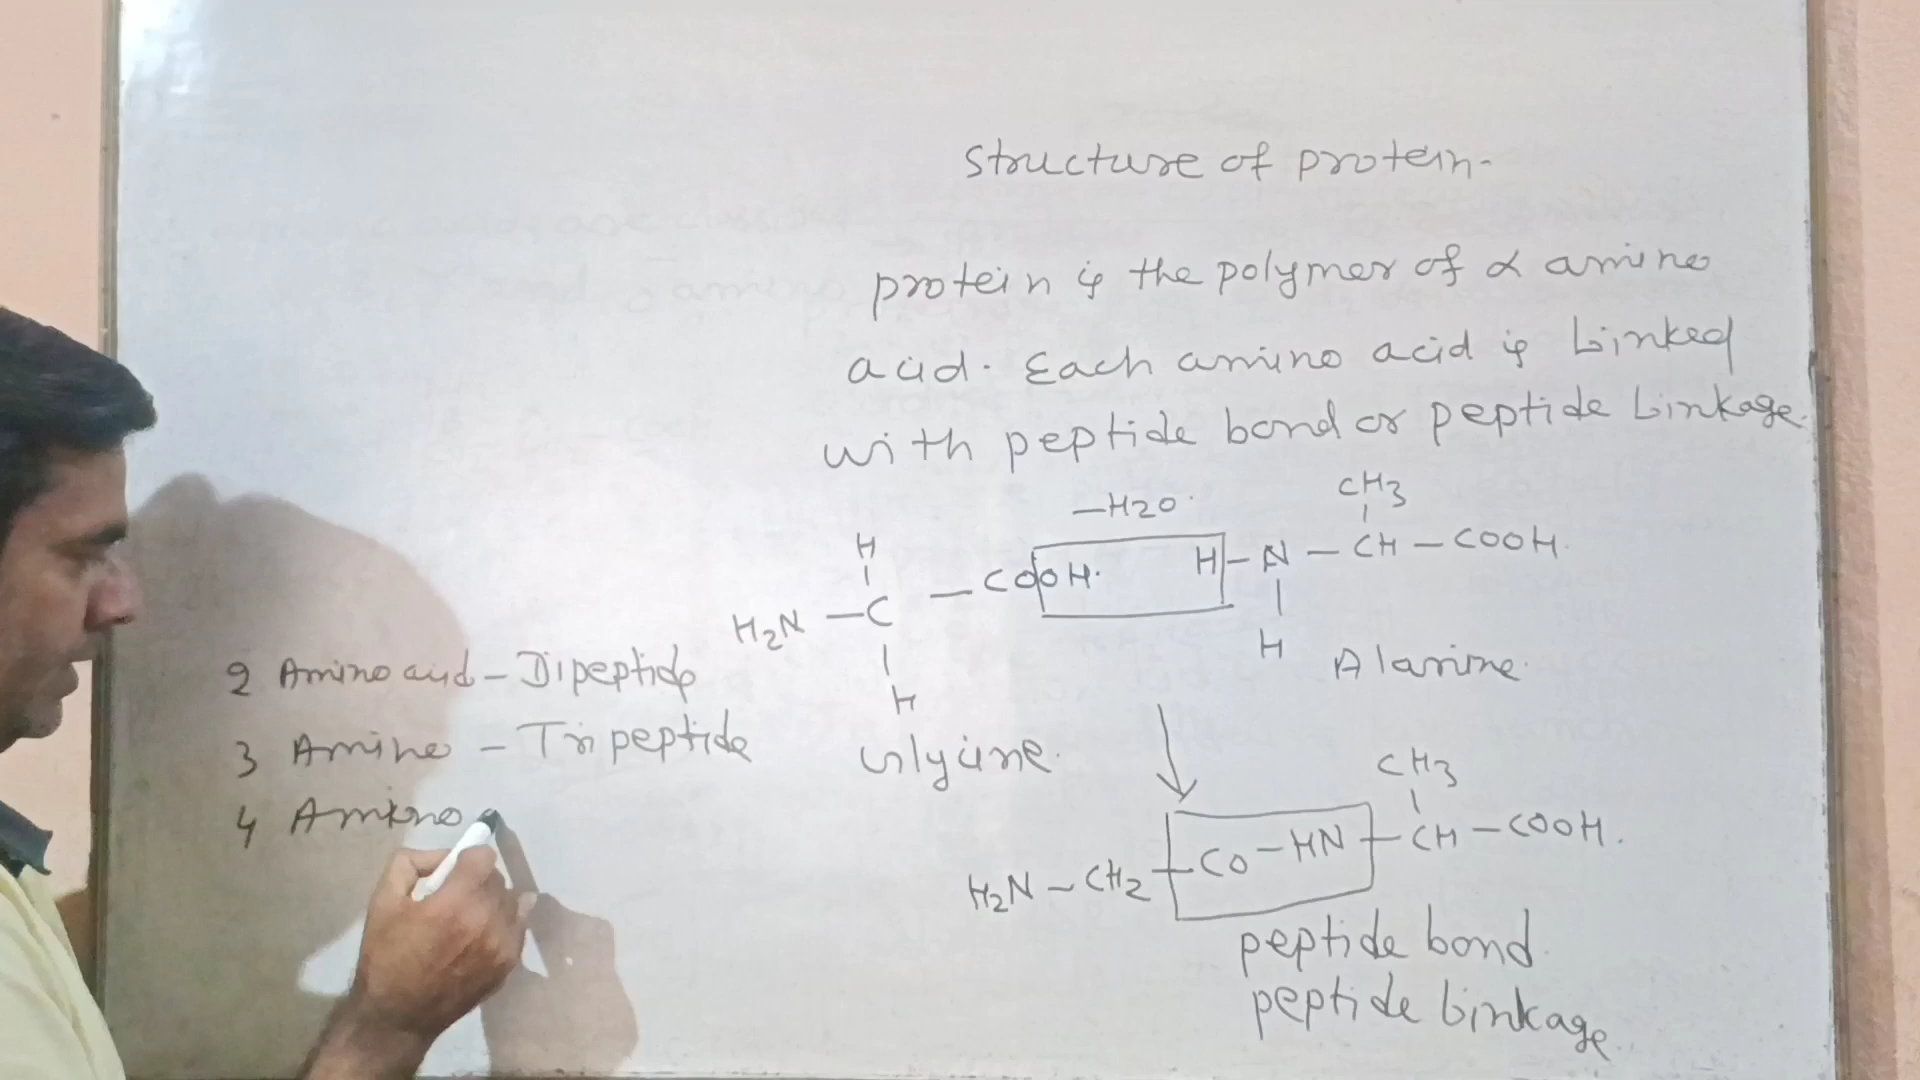 Structure of protein-
protein is the polymer of α amino
acid. Each amino acid is Linked
with peptide bond or peptide Linkage.
CH3
-H2O
H
H-N-CH-COOH.
-COOH.
H2N-C
H
H
Alanine.
Glycine.
2 Amino acid-Dipeptide
3 Amino-Tripeptide
4 Amino
CH3
H2N-CH2-CO-HN-CH-COOH.
peptide bond.
peptide Linkage.